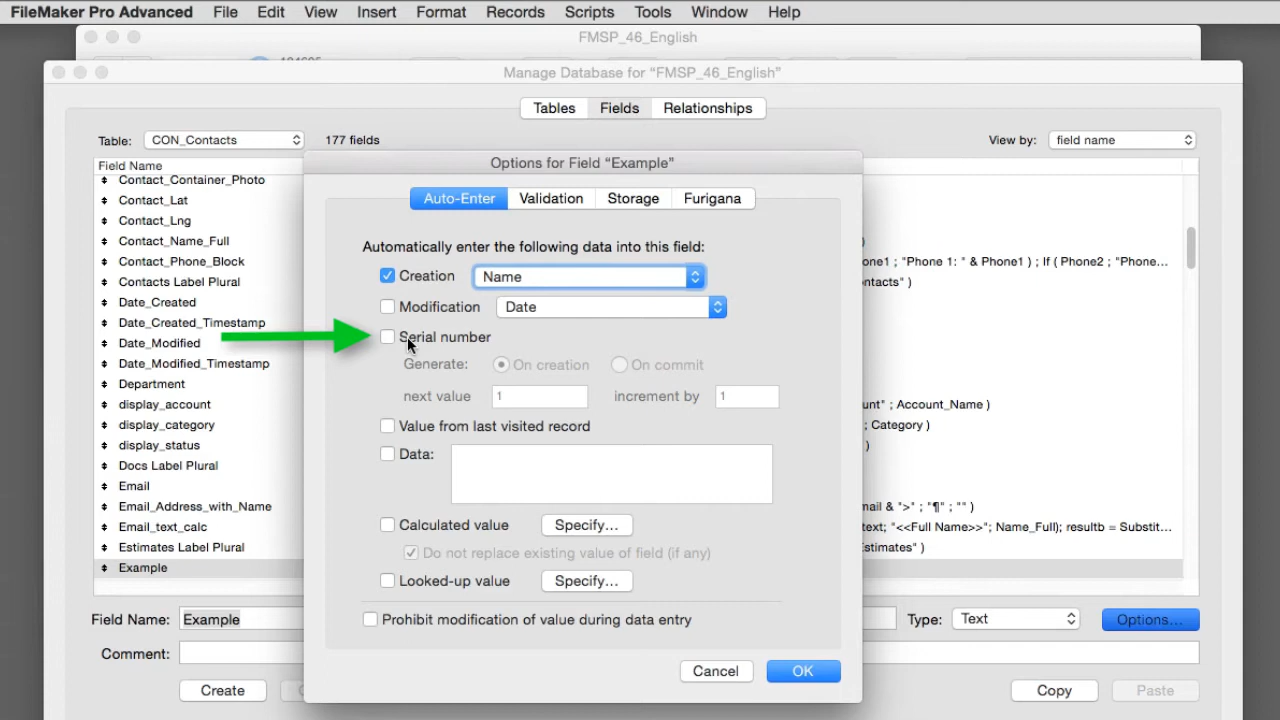 FileMaker Pro Advanced File Edit View Insert Format Records Scripts Tools Window Help
FMSP_46_English
Manage Database for “FMSP_46_English”
Tables Fields Relationships
Table: CON_Contacts 177 fields View by: field name
Field Name
Options for Field “Example”
Contact_Container_Photo
Contact_Lat
Contact_Lng
Contact_Name_Full )
Contact_Phone_Block hone1 ; "Phone 1: " & Phone1 ) ; If ( Phone2 ; "Phone...
Contacts Label Plural ntacts" )
Date_Created
Date_Created_Timestamp
Date_Modified
Date_Modified_Timestamp
Department
display_account unt" ; Account_Name )
display_category ; Category )
display_status )
Docs Label Plural
Email
Email_Address_with_Name mail & ">" ; "¶" ; "" )
Email_text_calc text; "<<Full Name>>"; Name_Full); resultb = Substit...
Estimates Label Plural stimates" )
Example
Auto-Enter Validation Storage Furigana
Automatically enter the following data into this field:
Creation Name
Modification Date
Serial number
Generate: On creation On commit
next value 1 increment by 1
Value from last visited record
Data:
Calculated value Specify...
Do not replace existing value of field (if any)
Looked-up value Specify...
Prohibit modification of value during data entry
Cancel OK
Field Name: Example Type: Text Options...
Comment:
Create Copy Paste